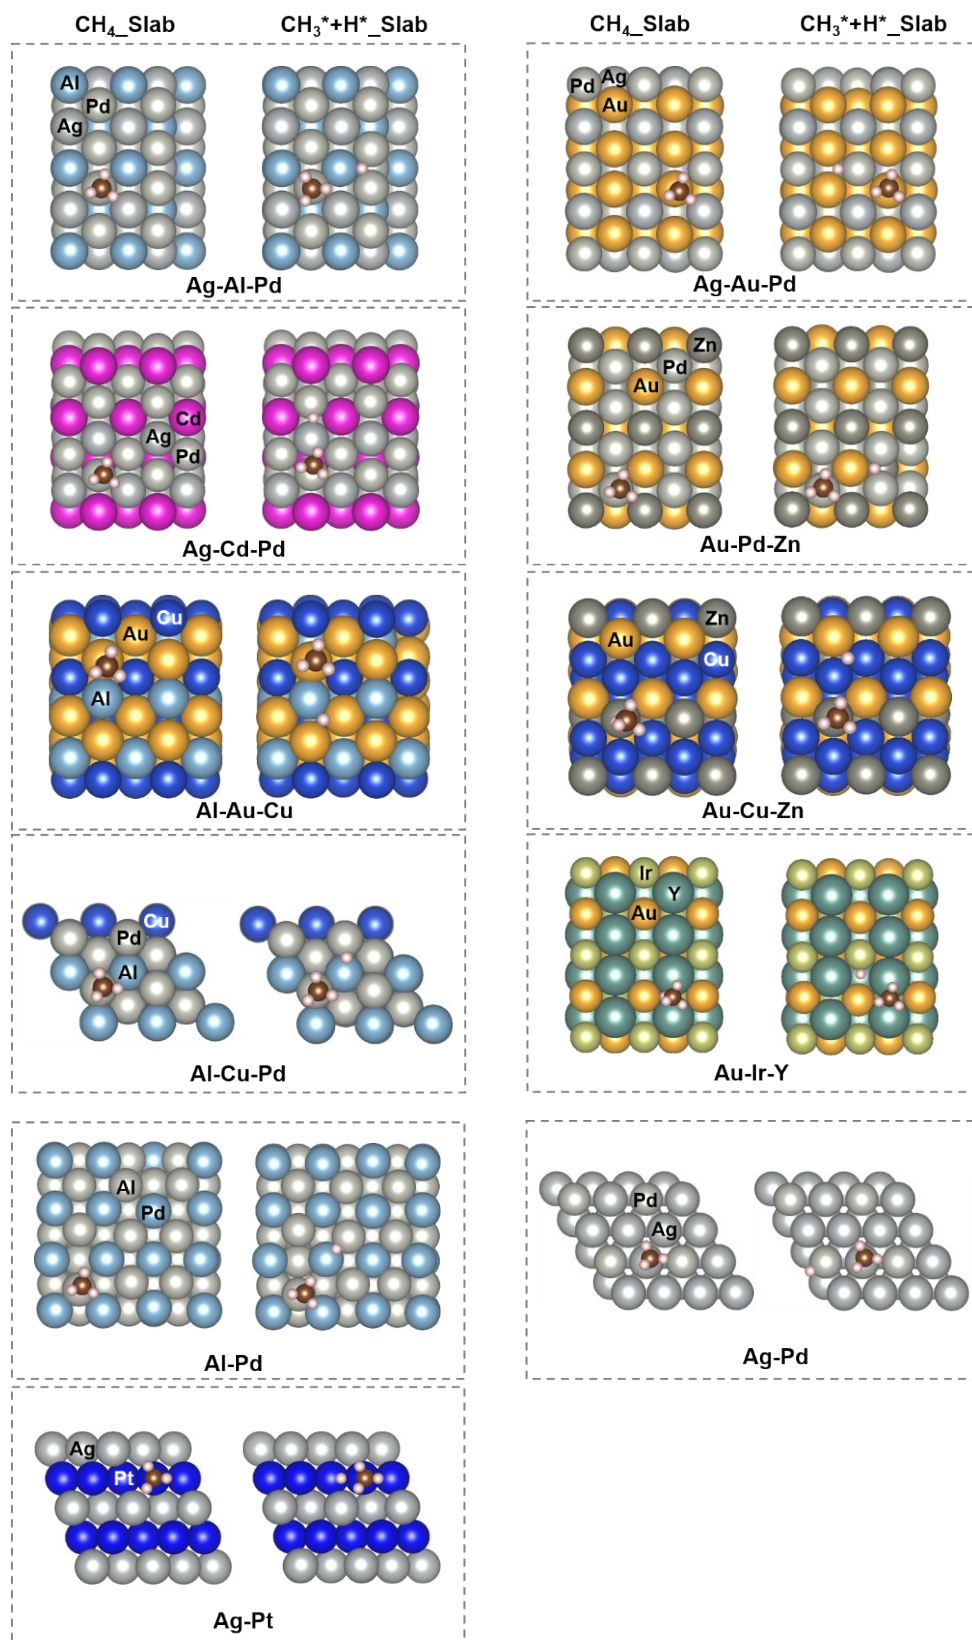 CH₄_Slab CH₃*+H*_Slab CH₄_Slab CH₃*+H*_Slab
Al
Pd
Ag
Ag-Al-Pd
Ag
Pd
Au
Ag-Au-Pd
Cd
Ag
Pd
Ag-Cd-Pd
Zn
Pd
Au
Au-Pd-Zn
Cu
Au
Al
Al-Au-Cu
Zn
Au
Cu
Au-Cu-Zn
Cu
Pd
Al
Al-Cu-Pd
Ir
Y
Au
Au-Ir-Y
Al
Pd
Al-Pd
Pd
Ag
Ag-Pd
Ag
Pt
Ag-Pt